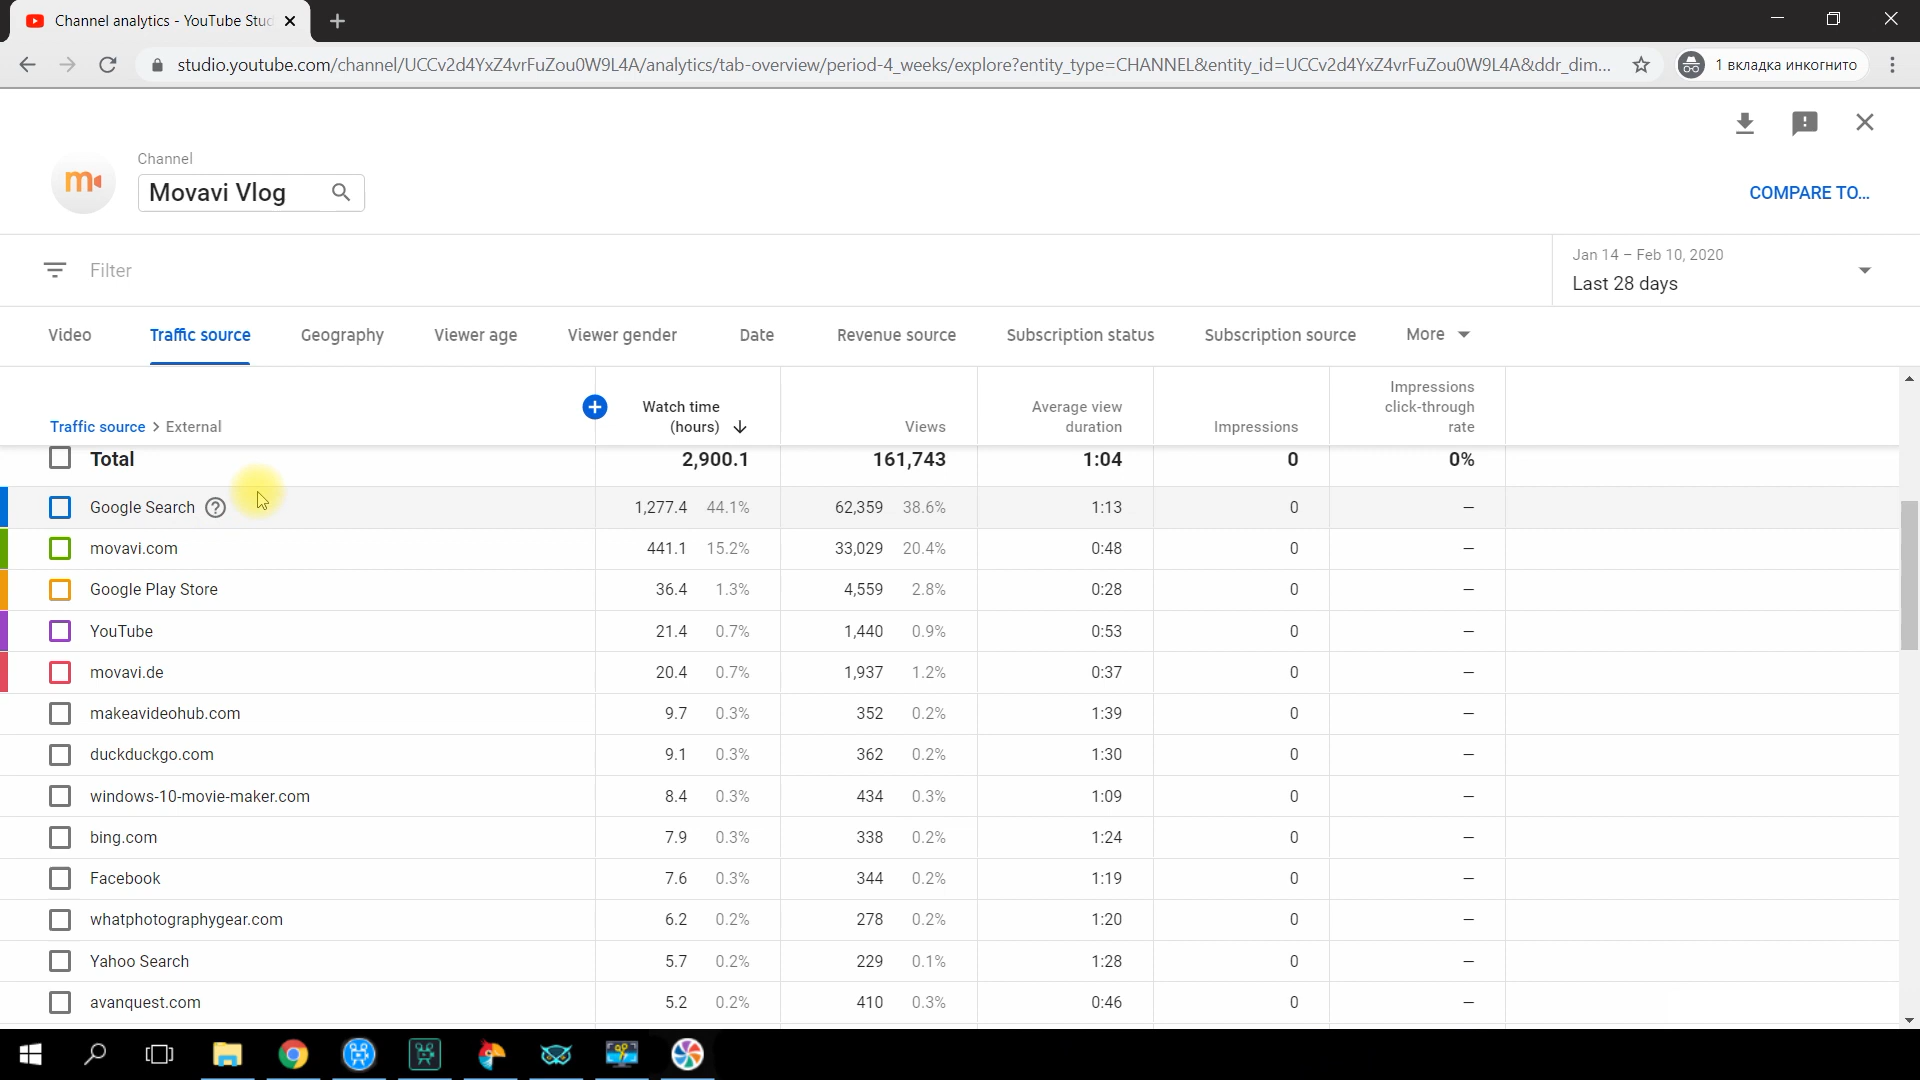 Channel analytics - YouTube Stud
studio.youtube.com/channel/UCCv2d4YxZ4vrFuZou0W9L4A/analytics/tab-overview/period-4_weeks/explore?entity_type=CHANNEL&entity_id=UCCv2d4YxZ4vrFuZou0W9L4A&ddr_dim... 1 вкладка инкогнито
Channel
m
Movavi Vlog
COMPARE TO...
Filter
Jan 14 – Feb 10, 2020
Last 28 days
Video Traffic source Geography Viewer age Viewer gender Date Revenue source Subscription status Subscription source More
Traffic source > External
Watch time (hours)
Views
Average view duration
Impressions
Impressions click-through rate
Total 2,900.1 161,743 1:04 0 0%
Google Search ? 1,277.4 44.1% 62,359 38.6% 1:13 0 –
movavi.com 441.1 15.2% 33,029 20.4% 0:48 0 –
Google Play Store 36.4 1.3% 4,559 2.8% 0:28 0 –
YouTube 21.4 0.7% 1,440 0.9% 0:53 0 –
movavi.de 20.4 0.7% 1,937 1.2% 0:37 0 –
makeavideohub.com 9.7 0.3% 352 0.2% 1:39 0 –
duckduckgo.com 9.1 0.3% 362 0.2% 1:30 0 –
windows-10-movie-maker.com 8.4 0.3% 434 0.3% 1:09 0 –
bing.com 7.9 0.3% 338 0.2% 1:24 0 –
Facebook 7.6 0.3% 344 0.2% 1:19 0 –
whatphotographygear.com 6.2 0.2% 278 0.2% 1:20 0 –
Yahoo Search 5.7 0.2% 229 0.1% 1:28 0 –
avanquest.com 5.2 0.2% 410 0.3% 0:46 0 –